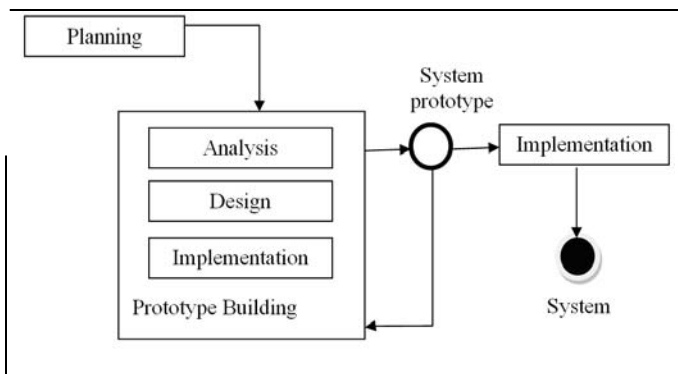 Planning
System
prototype
Analysis
Implementation
Design
Implementation
Prototype Building
System